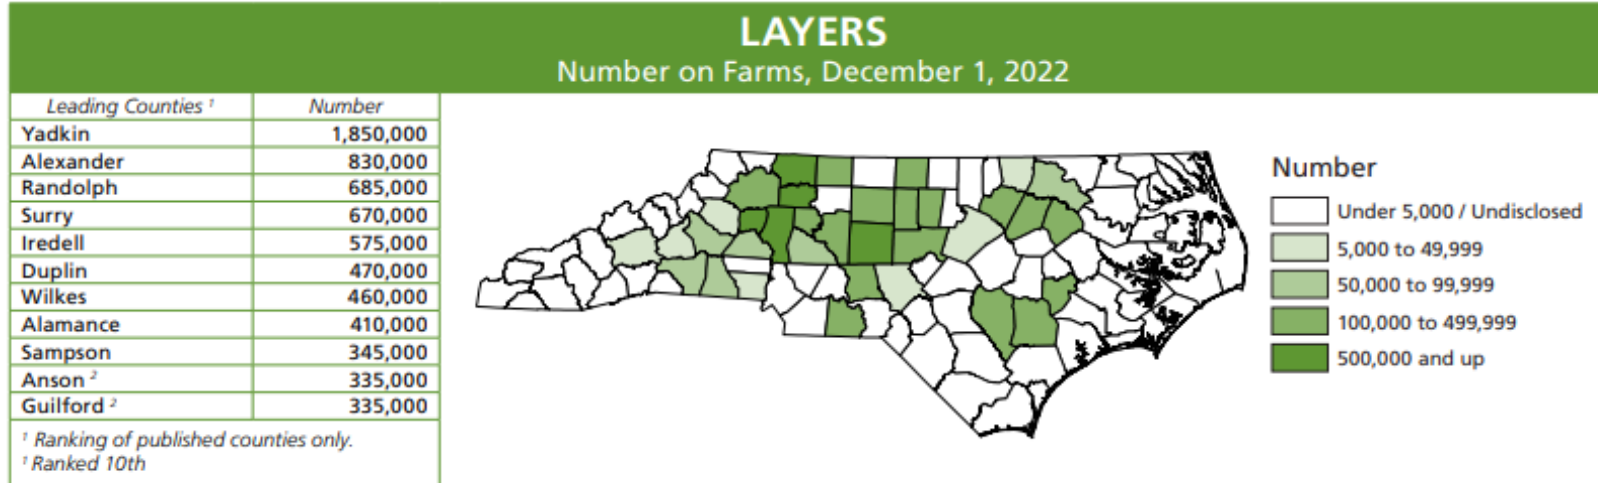 LAYERS
Number on Farms, December 1, 2022
Leading Counties ¹ Number
Yadkin 1,850,000
Alexander 830,000
Randolph 685,000
Surry 670,000
Iredell 575,000
Duplin 470,000
Wilkes 460,000
Alamance 410,000
Sampson 345,000
Anson ² 335,000
Guilford ² 335,000
¹ Ranking of published counties only.
¹ Ranked 10th
Number
Under 5,000 / Undisclosed
5,000 to 49,999
50,000 to 99,999
100,000 to 499,999
500,000 and up